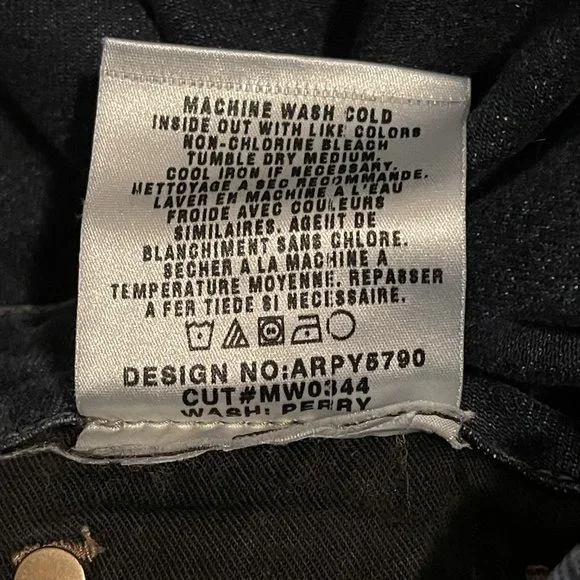 MACHINE WASH COLD
INSIDE OUT WITH LIKE COLORS
NON-CHLORINE BLEACH
TUMBLE DRY MEDIUM.
COOL IRON IF NECESSARY.
NETTOYAGE A SEC RECOMMANDE.
LAVER EN MACHINE A L'EAU
FROIDE AVEC COULEURS
SIMILAIRES. AGENT DE
BLANCHIMENT SANS CHLORE.
SECHER A LA MACHINE A
TEMPERATURE MOYENNE. REPASSER
A FER TIEDE SI NECISSAIRE.
DESIGN NO:ARPY5790
CUT#MW0344
WASH: PERRY